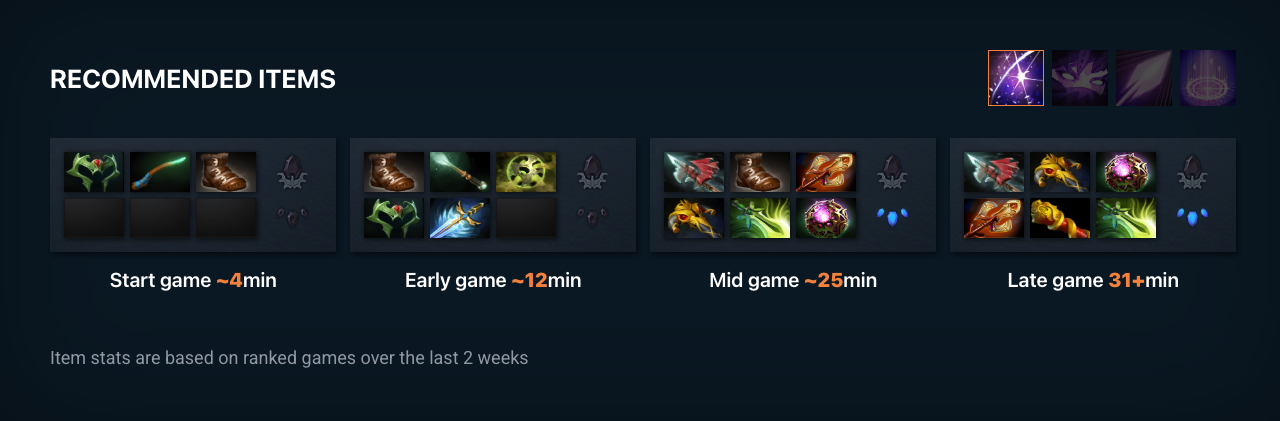 RECOMMENDED ITEMS
Start game ~4min
Early game ~12min
Mid game ~25min
Late game 31+min
Item stats are based on ranked games over the last 2 weeks